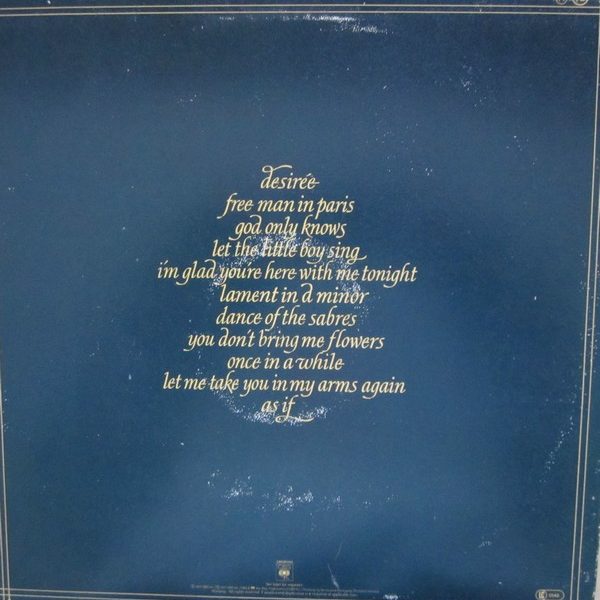 desirée
free man in paris
god only knows
let the little boy sing
i'm glad you're here with me tonight
lament in d minor
dance of the sabres
you don't bring me flowers
once in a while
let me take you in my arms again
as if